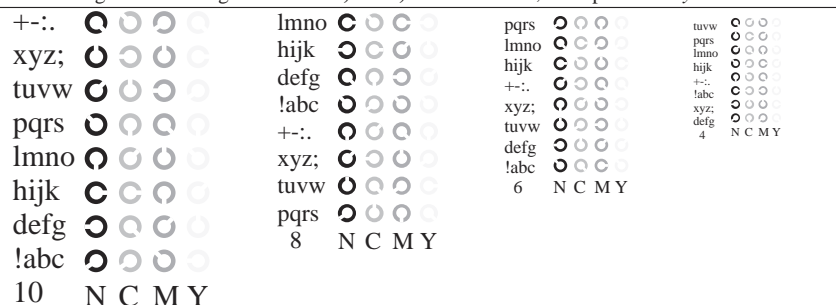 +-:.
xyz;
tuvw
pqrs
lmno
hijk
defg
!abc
10 N C M Y
lmno
hijk
defg
!abc
+-:.
xyz;
tuvw
pqrs
8 N C M Y
pqrs
lmno
hijk
+-:.
xyz;
tuvw
defg
!abc
6 N C M Y
tuvw
pqrs
lmno
hijk
+-:.
!abc
xyz;
defg
4 N C M Y